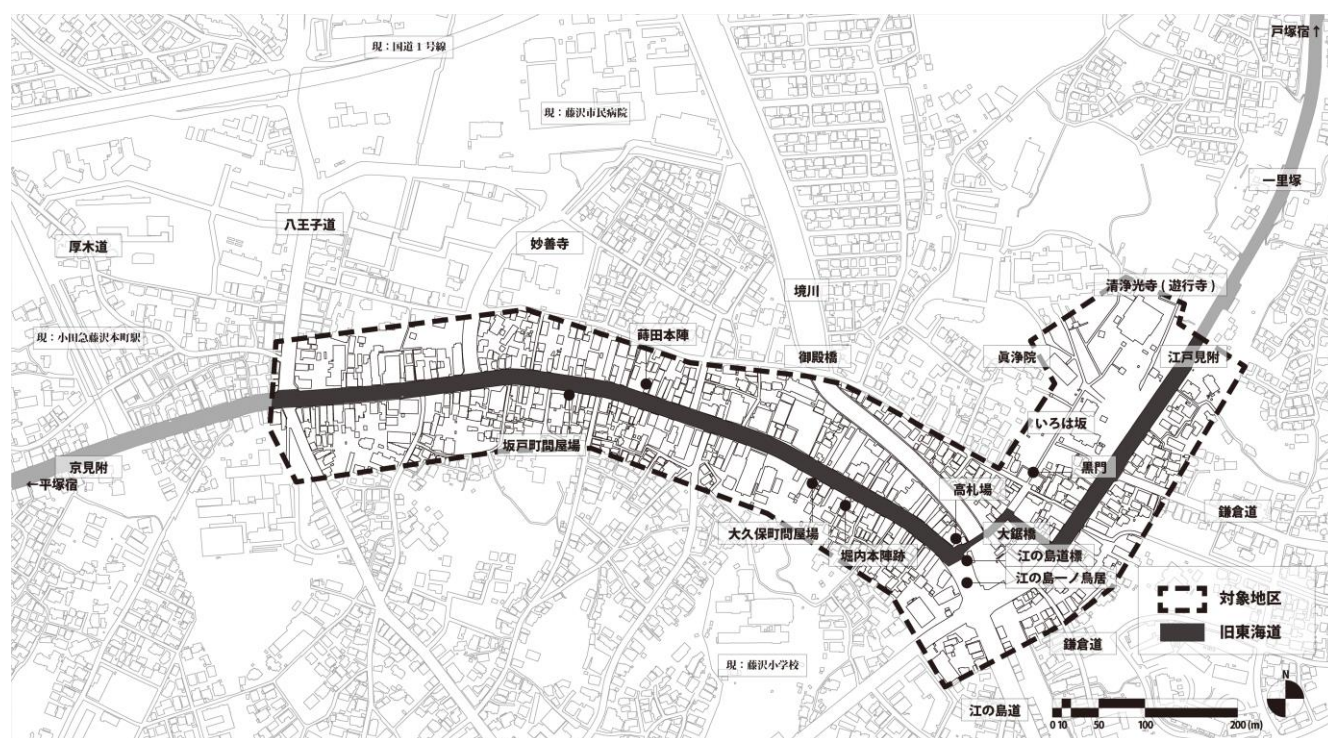 戸塚宿↑
現：国道1号線
現：藤沢市民病院
一里塚
八王子道
厚木道
妙善寺
境川
清浄光寺(遊行寺)
現：小田急藤沢本町駅
蒔田本陣
御殿橋
眞浄院
江戸見附
いろは坂
坂戸町問屋場
京見附
←平塚宿
黒門
高札場
鎌倉道
大久保町問屋場
大鋸橋
堀内本陣跡
江の島道標
江の島一ノ鳥居
対象地区
旧東海道
鎌倉道
現：藤沢小学校
江の島道
N
0 10 50 100 200 (m)